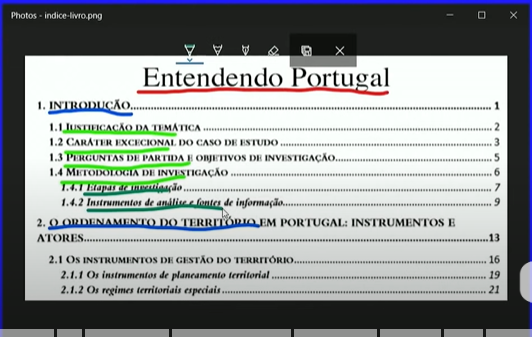 Photos - indice-livro.png
Entendendo Portugal
1. INTRODUÇÃO........ 1
1.1 JUSTIFICAÇÃO DA TEMÁTICA ........ 2
1.2 CARÁTER EXCECIONAL DO CASO DE ESTUDO ........ 3
1.3 PERGUNTAS DE PARTIDA E OBJETIVOS DE INVESTIGAÇÃO........ 5
1.4 METODOLOGIA DE INVESTIGAÇÃO ........ 6
1.4.1 Etapas de investigação ........ 7
1.4.2 Instrumentos de análise e fontes de informação........ 9
2. O ORDENAMENTO DO TERRITÓRIO EM PORTUGAL: INSTRUMENTOS E
ATORES........13
2.1 OS INSTRUMENTOS DE GESTÃO DO TERRITÓRIO........ 16
2.1.1 Os instrumentos de planeamento territorial ........ 19
2.1.2 Os regimes territoriais especiais ........ 21